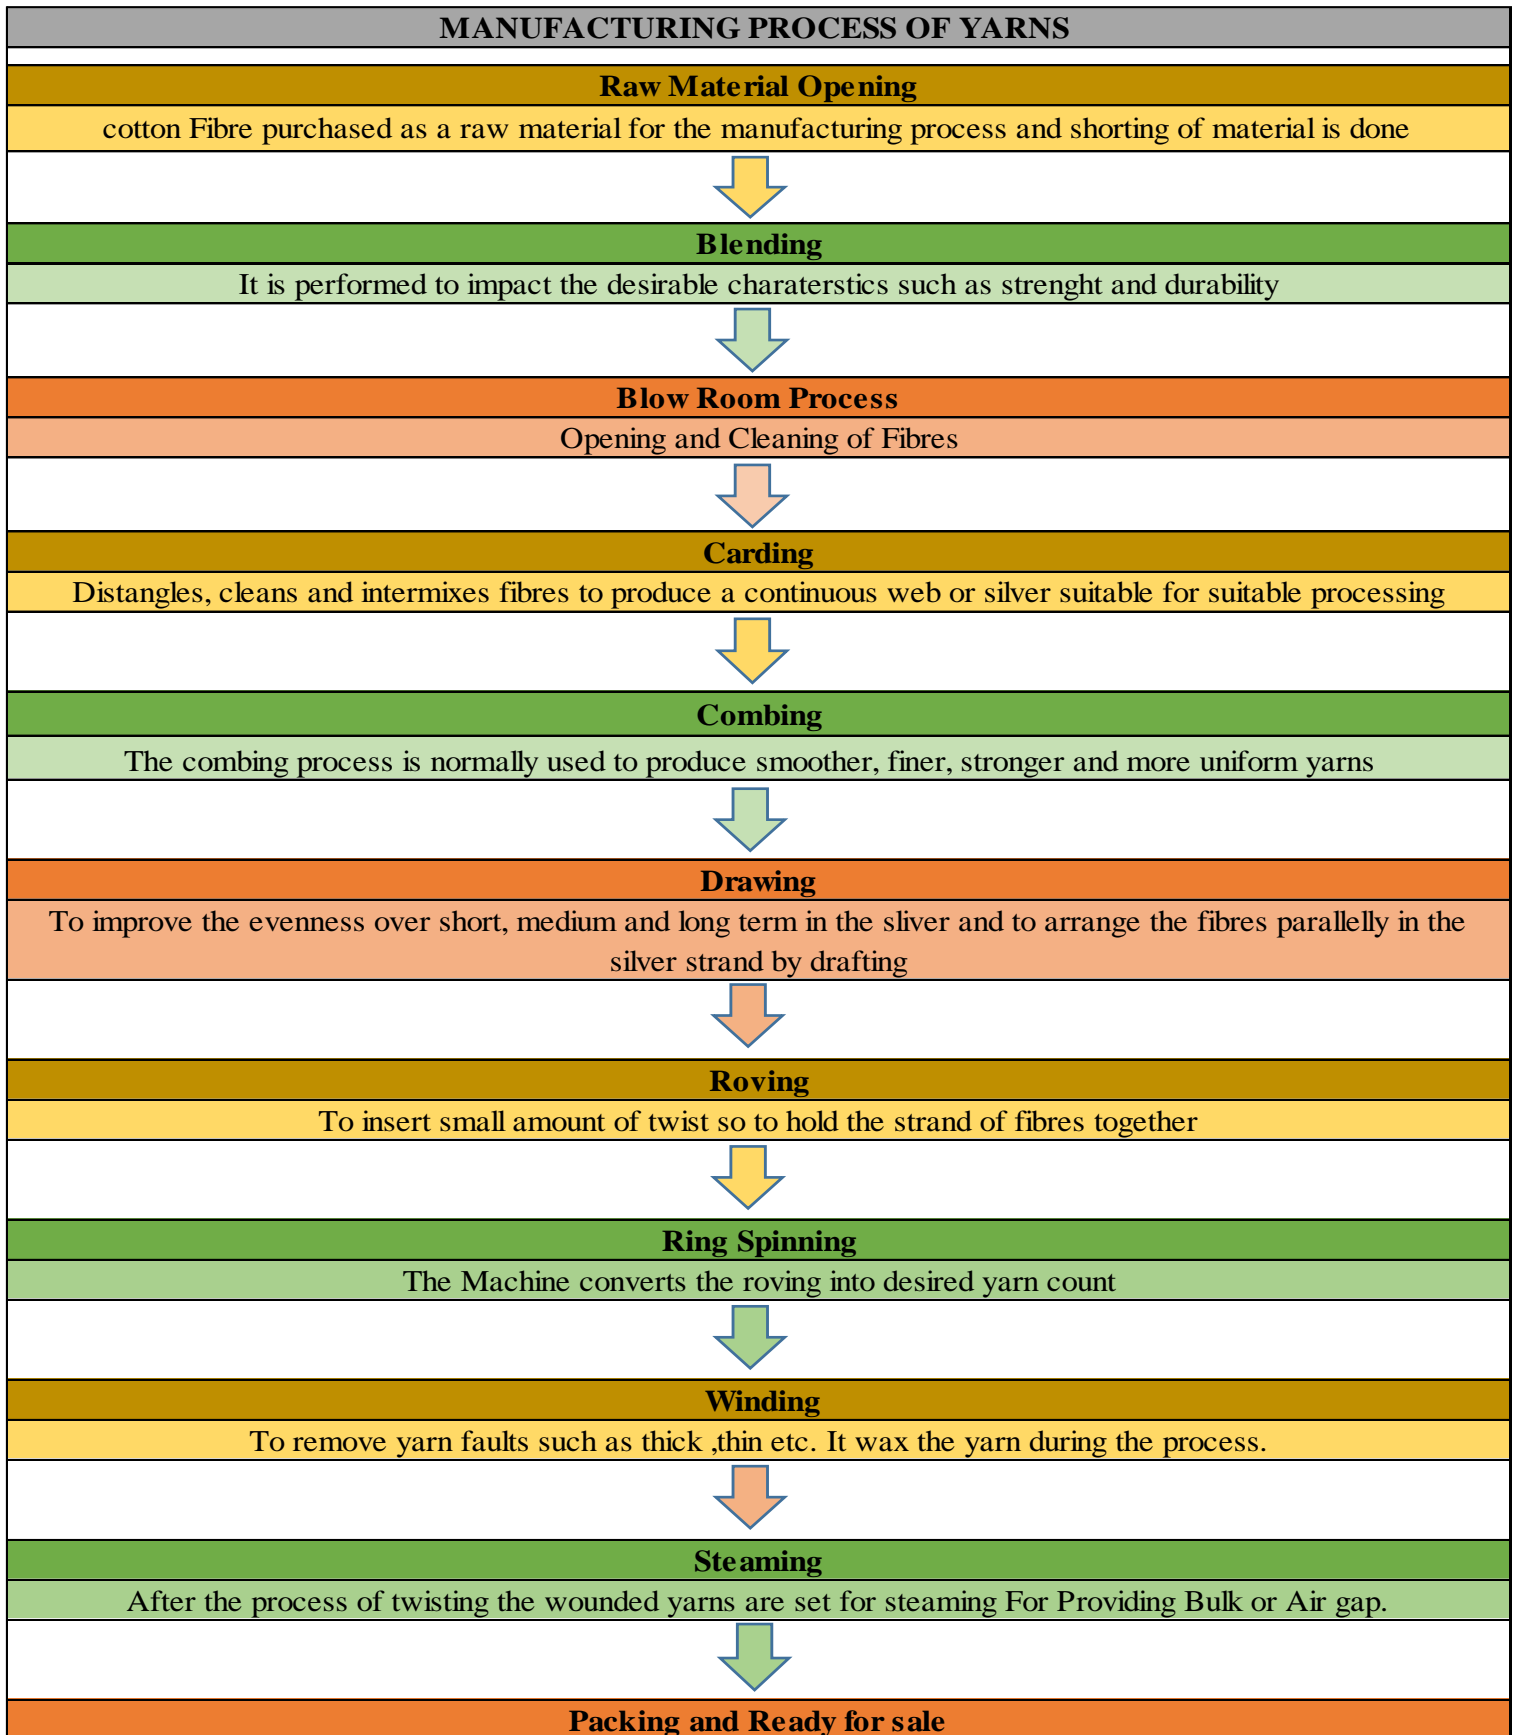 MANUFACTURING PROCESS OF YARNS
Raw Material Opening
cotton Fibre purchased as a raw material for the manufacturing process and shorting of material is done
Blending
It is performed to impact the desirable charaterstics such as strenght and durability
Blow Room Process
Opening and Cleaning of Fibres
Carding
Distangles, cleans and intermixes fibres to produce a continuous web or silver suitable for suitable processing
Combing
The combing process is normally used to produce smoother, finer, stronger and more uniform yarns
Drawing
To improve the evenness over short, medium and long term in the sliver and to arrange the fibres parallelly in the
silver strand by drafting
Roving
To insert small amount of twist so to hold the strand of fibres together
Ring Spinning
The Machine converts the roving into desired yarn count
Winding
To remove yarn faults such as thick ,thin etc. It wax the yarn during the process.
Steaming
After the process of twisting the wounded yarns are set for steaming For Providing Bulk or Air gap.
Packing and Ready for sale